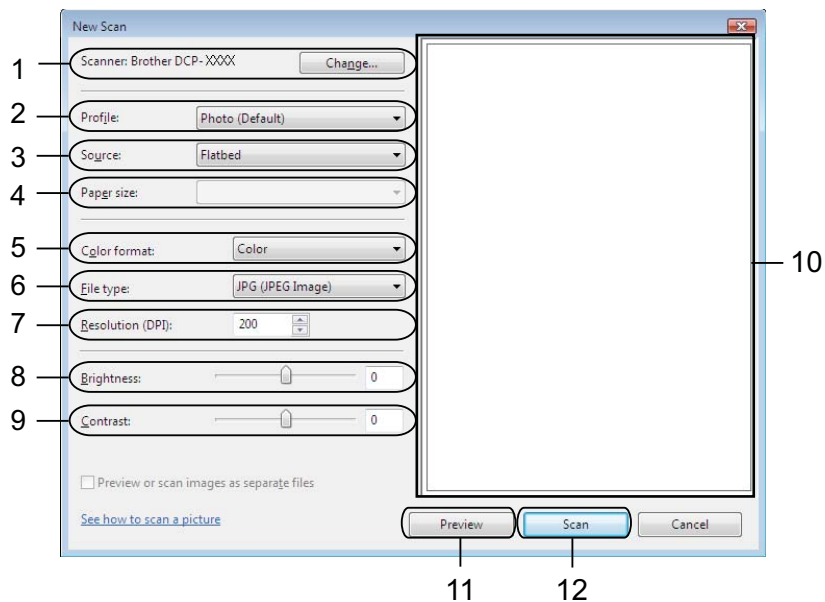 New Scan
1 Scanner: Brother DCP-XXXX Change...
2 Profile: Photo (Default)
3 Source: Flatbed
4 Paper size:
5 Color format: Color
6 File type: JPG (JPEG Image)
7 Resolution (DPI): 200
8 Brightness: 0
9 Contrast: 0
10
Preview or scan images as separate files
See how to scan a picture Preview Scan Cancel
11 12